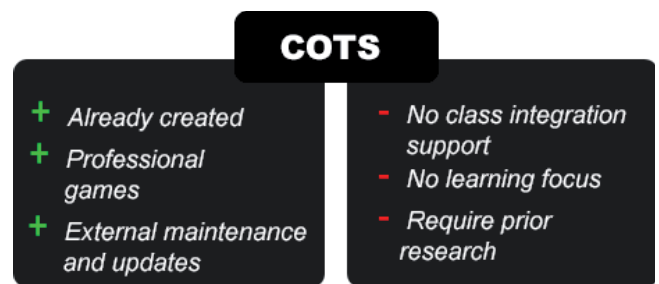 COTS
+ Already created
+ Professional
games
+ External maintenance
and updates
- No class integration
support
- No learning focus
- Require prior
research